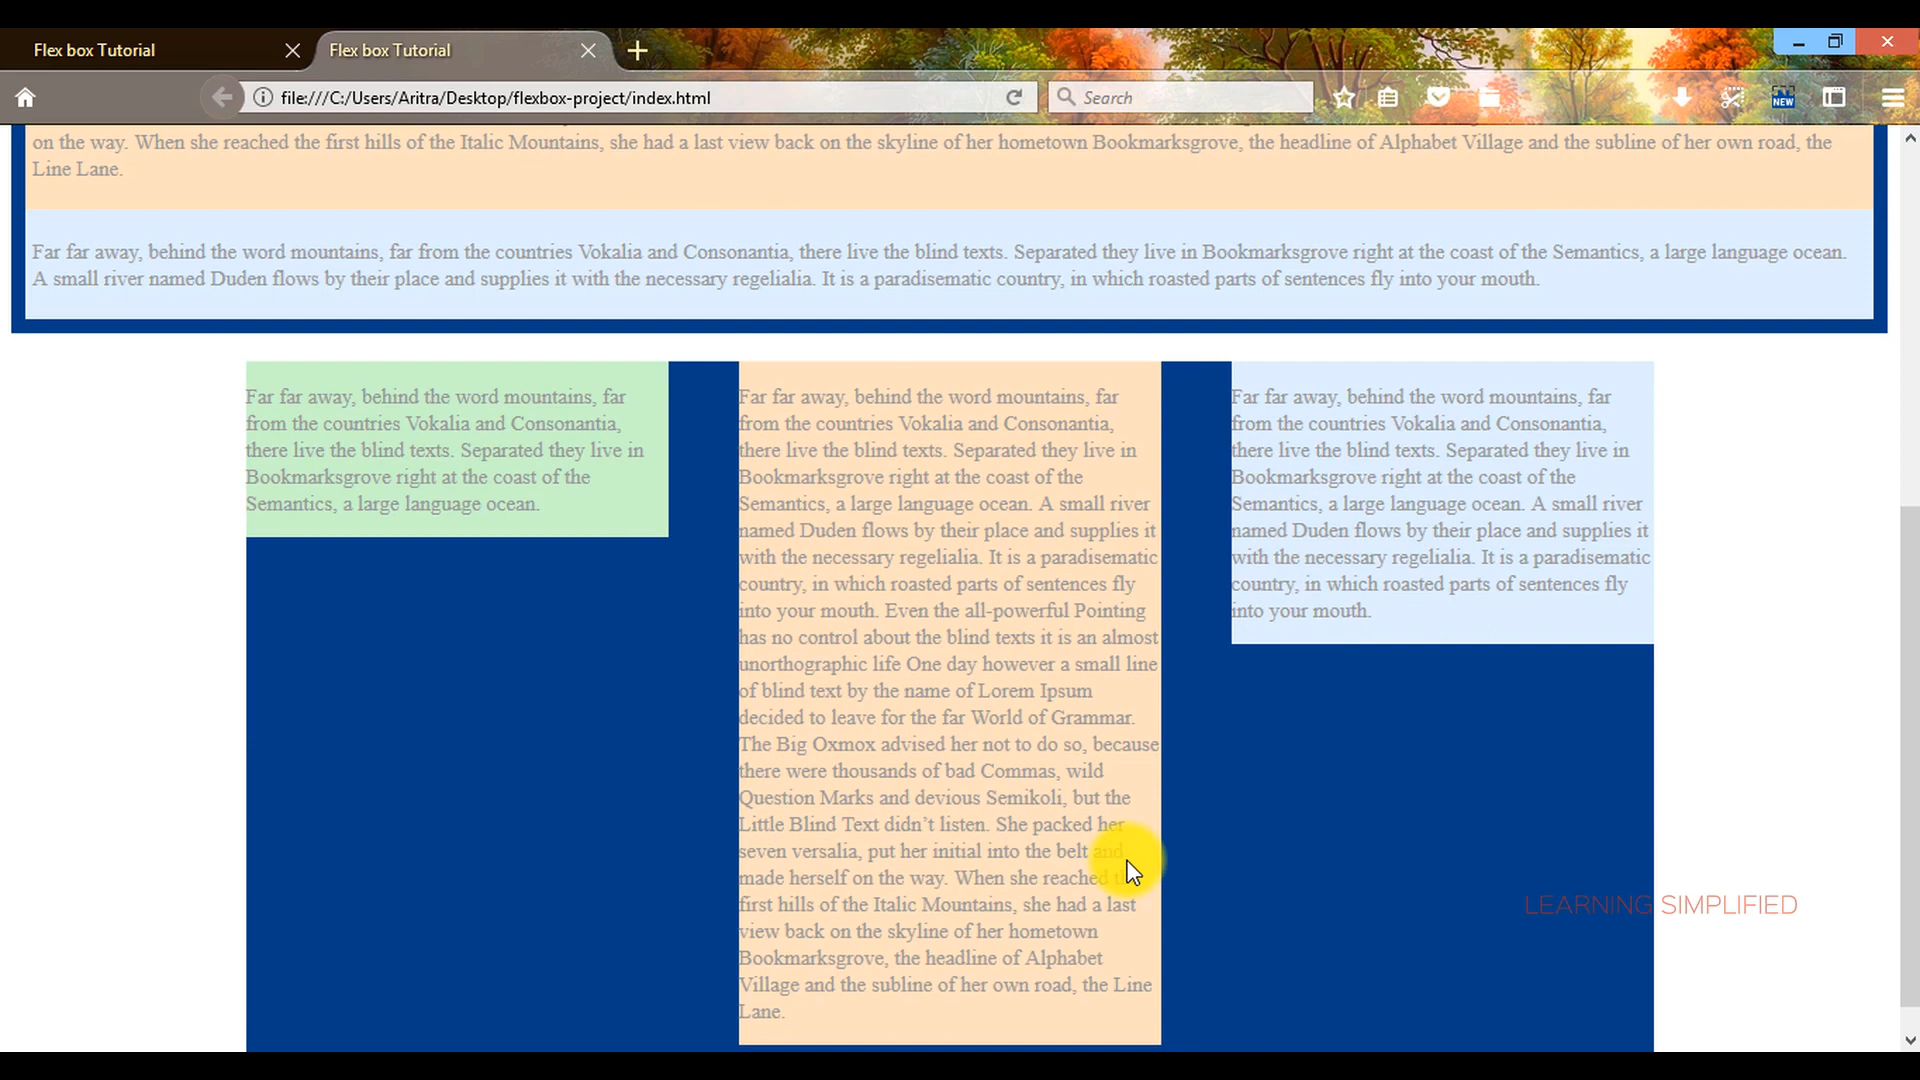 Flex box Tutorial
Flex box Tutorial
file:///C:/Users/Aritra/Desktop/flexbox-project/index.html
Search
NEW
on the way. When she reached the first hills of the Italic Mountains, she had a last view back on the skyline of her hometown Bookmarksgrove, the headline of Alphabet Village and the subline of her own road, the
Line Lane.
Far far away, behind the word mountains, far from the countries Vokalia and Consonantia, there live the blind texts. Separated they live in Bookmarksgrove right at the coast of the Semantics, a large language ocean.
A small river named Duden flows by their place and supplies it with the necessary regelialia. It is a paradisematic country, in which roasted parts of sentences fly into your mouth.
Far far away, behind the word mountains, far
from the countries Vokalia and Consonantia,
there live the blind texts. Separated they live in
Bookmarksgrove right at the coast of the
Semantics, a large language ocean.
Far far away, behind the word mountains, far
from the countries Vokalia and Consonantia,
there live the blind texts. Separated they live in
Bookmarksgrove right at the coast of the
Semantics, a large language ocean. A small river
named Duden flows by their place and supplies it
with the necessary regelialia. It is a paradisematic
country, in which roasted parts of sentences fly
into your mouth. Even the all-powerful Pointing
has no control about the blind texts it is an almost
unorthographic life One day however a small line
of blind text by the name of Lorem Ipsum
decided to leave for the far World of Grammar.
The Big Oxmox advised her not to do so, because
there were thousands of bad Commas, wild
Question Marks and devious Semikoli, but the
Little Blind Text didn’t listen. She packed her
seven versalia, put her initial into the belt and
made herself on the way. When she reached
first hills of the Italic Mountains, she had a last
view back on the skyline of her hometown
Bookmarksgrove, the headline of Alphabet
Village and the subline of her own road, the Line
Lane.
Far far away, behind the word mountains, far
from the countries Vokalia and Consonantia,
there live the blind texts. Separated they live in
Bookmarksgrove right at the coast of the
Semantics, a large language ocean. A small river
named Duden flows by their place and supplies it
with the necessary regelialia. It is a paradisematic
country, in which roasted parts of sentences fly
into your mouth.
LEARNING SIMPLIFIED